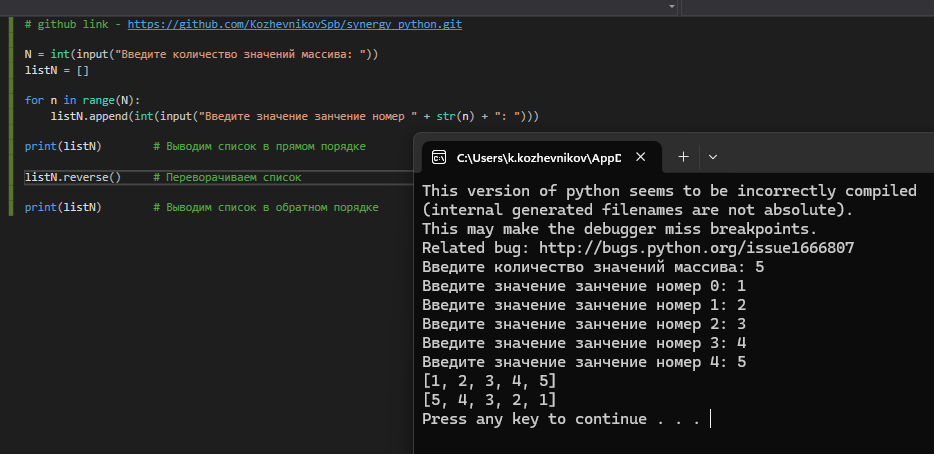 # github link - https://github.com/KozhevnikovSpb/synergy_python.git
N = int(input("Введите количество значений массива: "))
listN = []
for n in range(N):
    listN.append(int(input("Введите значение занчение номер " + str(n) + ": ")))
print(listN)        # Выводим список в прямом порядке
listN.reverse()     # Переворачиваем список
print(listN)        # Выводим список в обратном порядке
C:\Users\k.kozhevnikov\AppD
This version of python seems to be incorrectly compiled
(internal generated filenames are not absolute).
This may make the debugger miss breakpoints.
Related bug: http://bugs.python.org/issue1666807
Введите количество значений массива: 5
Введите значение занчение номер 0: 1
Введите значение занчение номер 1: 2
Введите значение занчение номер 2: 3
Введите значение занчение номер 3: 4
Введите значение занчение номер 4: 5
[1, 2, 3, 4, 5]
[5, 4, 3, 2, 1]
Press any key to continue . . .